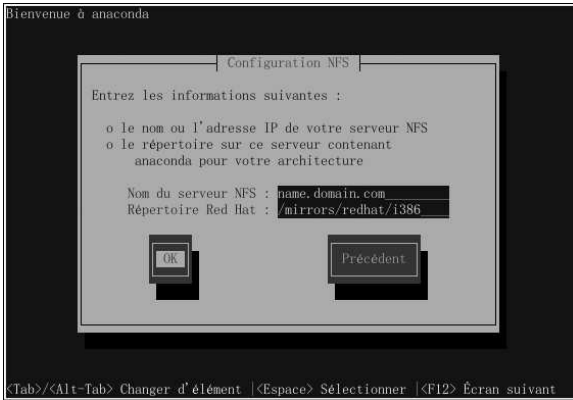 Bienvenue à anaconda
Configuration NFS
Entrez les informations suivantes :
o le nom ou l'adresse IP de votre serveur NFS
o le répertoire sur ce serveur contenant
anaconda pour votre architecture
Nom du serveur NFS : name.domain.com
Répertoire Red Hat : /mirrors/redhat/i386
OK Précédent
<Tab>/<Alt-Tab> Changer d'élément |<Espace> Sélectionner |<F12> Écran suivant